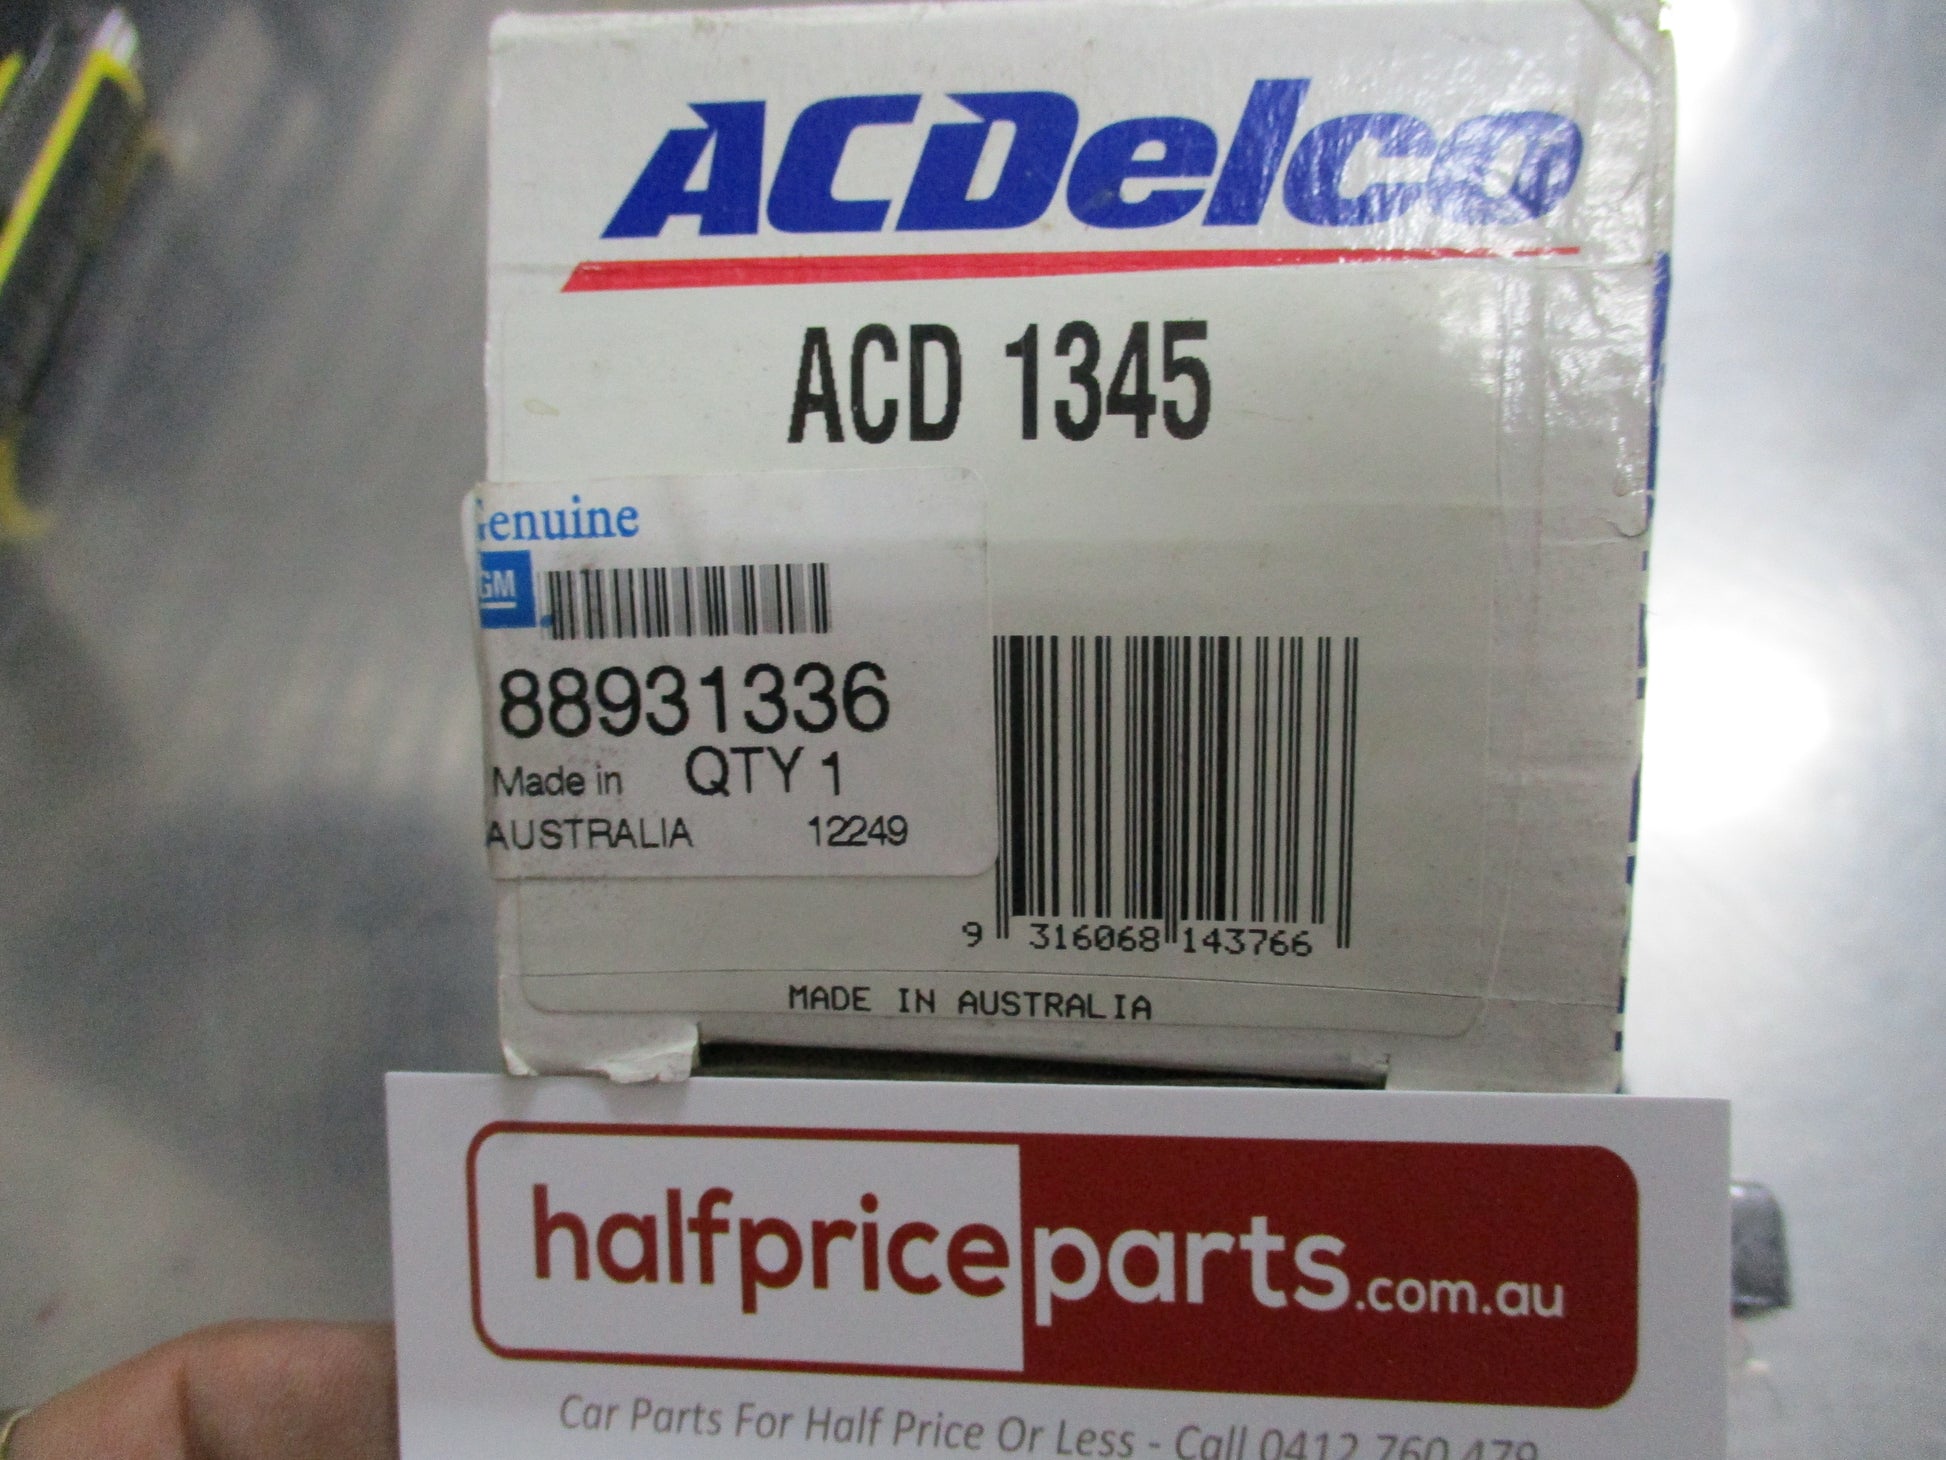 ACDelco
ACD 1345
Genuine
GM
88931336
Made in QTY 1
AUSTRALIA 12249
9 316068 143766
MADE IN AUSTRALIA
halfpriceparts.com.au
Car Parts For Half Price Or Less - Call 0412 760 479